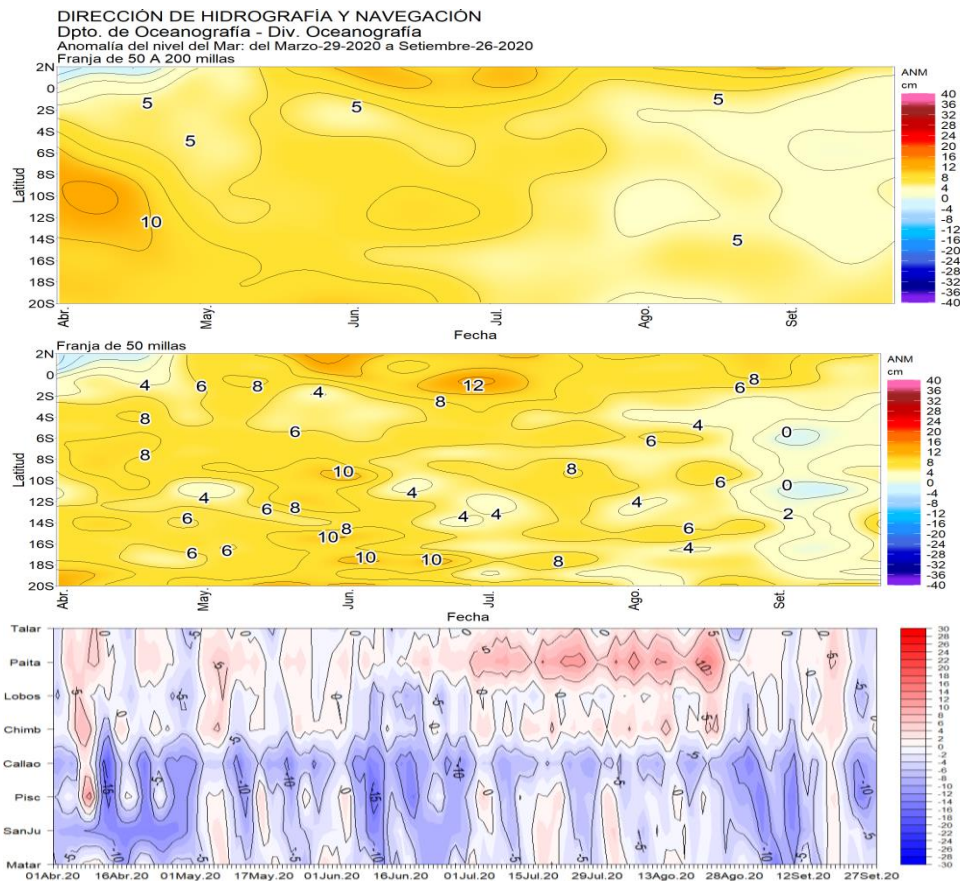 DIRECCIÓN DE HIDROGRAFÍA Y NAVEGACIÓN
Dpto. de Oceanografía - Div. Oceanografía
Anomalía del nivel del Mar: del Marzo-29-2020 a Setiembre-26-2020
Franja de 50 A 200 millas
2N
0
2S
4S
6S
8S
10S
12S
14S
16S
18S
20S
Latitud
5
5
5
5
10
5
ANM
cm
40
36
32
28
24
20
16
12
8
4
0
-4
-8
-12
-16
-20
-24
-28
-32
-36
-40
Abr. May. Jun. Jul. Ago. Set.
Fecha
Franja de 50 millas
2N
0
2S
4S
6S
8S
10S
12S
14S
16S
18S
20S
Latitud
4 6 8 4 12 8 6 8
8 6 4 6 0
8 10 8 6 0
4 6 8 4 4 4 4 2
6 6 10 8 10 10 8 6 4
ANM
cm
40
36
32
28
24
20
16
12
8
4
0
-4
-8
-12
-16
-20
-24
-28
-32
-36
-40
Abr. May. Jun. Jul. Ago. Set.
Fecha
Talar
Paita
Lobos
Chimb
Callao
Pisc
SanJu
Matar
01Abr.20 16Abr.20 01May.20 17May.20 01Jun.20 16Jun.20 01Jul.20 15Jul.20 29Jul.20 13Ago.20 28Ago.20 12Set.20 27Set.20
30
28
26
24
22
20
18
16
14
12
10
8
6
4
2
0
-2
-4
-6
-8
-10
-12
-14
-16
-18
-20
-22
-24
-26
-28
-30